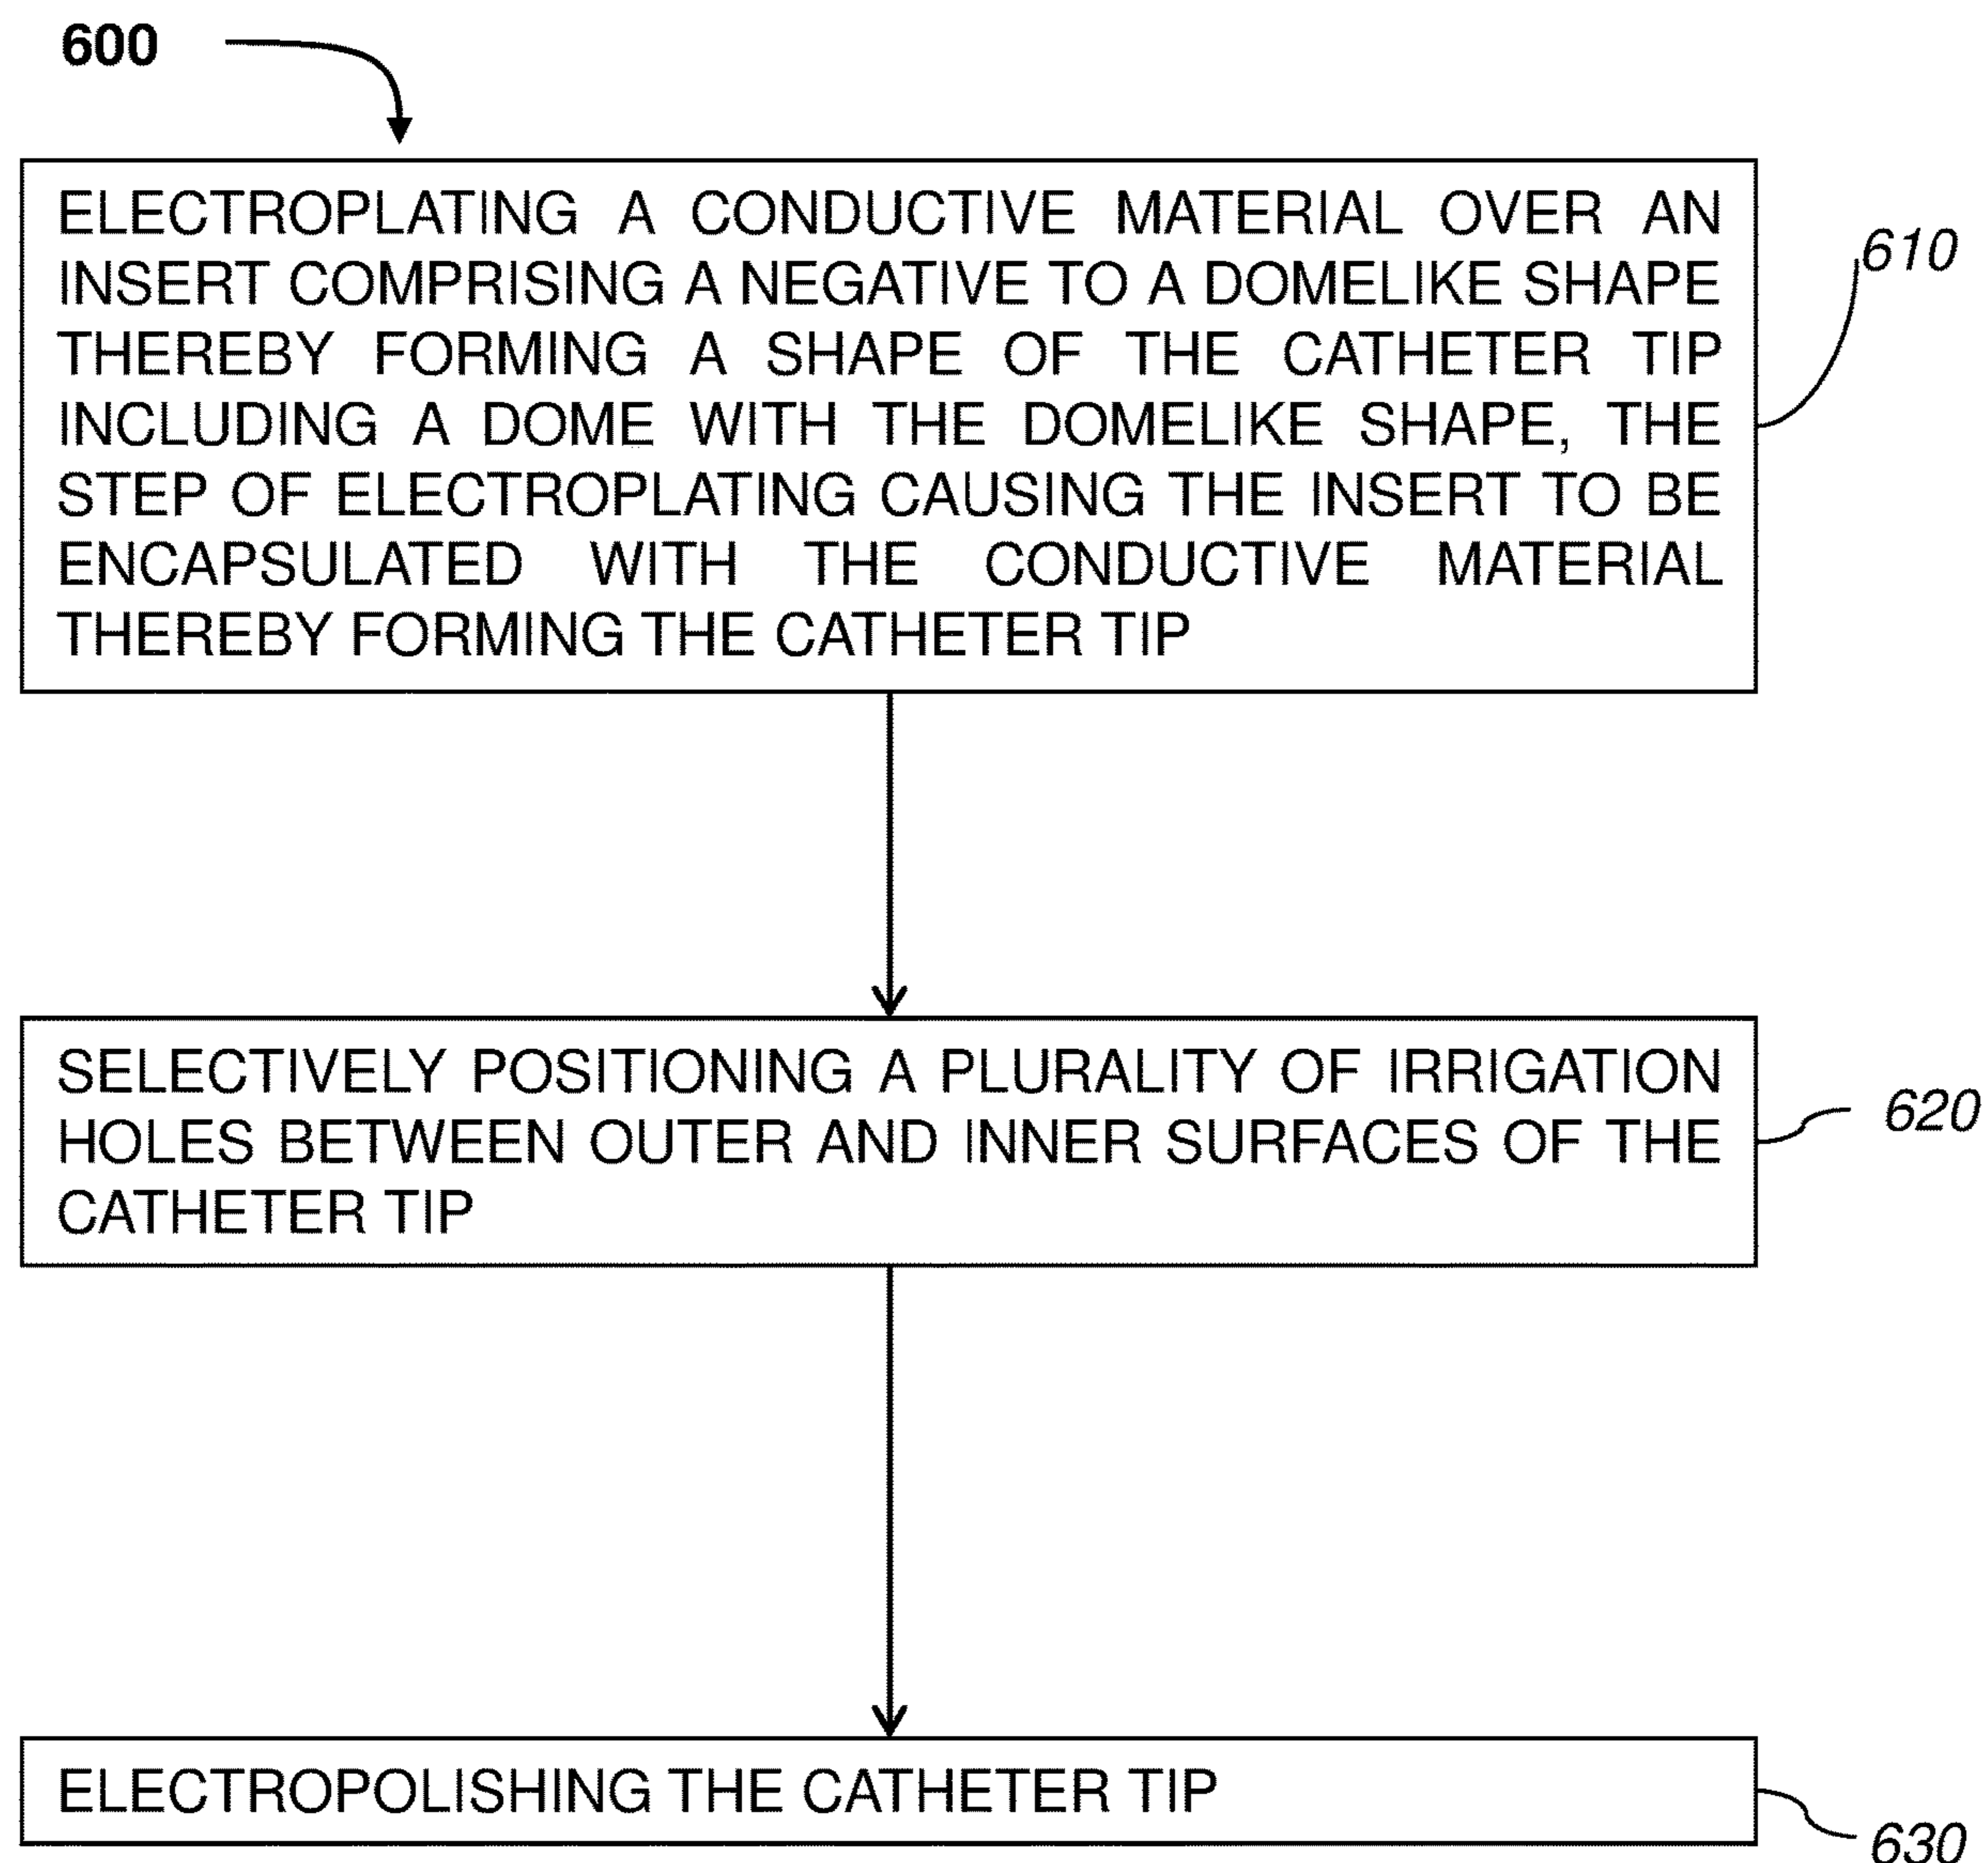 600
ELECTROPLATING A CONDUCTIVE MATERIAL OVER AN
INSERT COMPRISING A NEGATIVE TO A DOMELIKE SHAPE
THEREBY FORMING A SHAPE OF THE CATHETER TIP
INCLUDING A DOME WITH THE DOMELIKE SHAPE, THE
STEP OF ELECTROPLATING CAUSING THE INSERT TO BE
ENCAPSULATED WITH THE CONDUCTIVE MATERIAL
THEREBY FORMING THE CATHETER TIP
610
SELECTIVELY POSITIONING A PLURALITY OF IRRIGATION
HOLES BETWEEN OUTER AND INNER SURFACES OF THE
CATHETER TIP
620
ELECTROPOLISHING THE CATHETER TIP
630